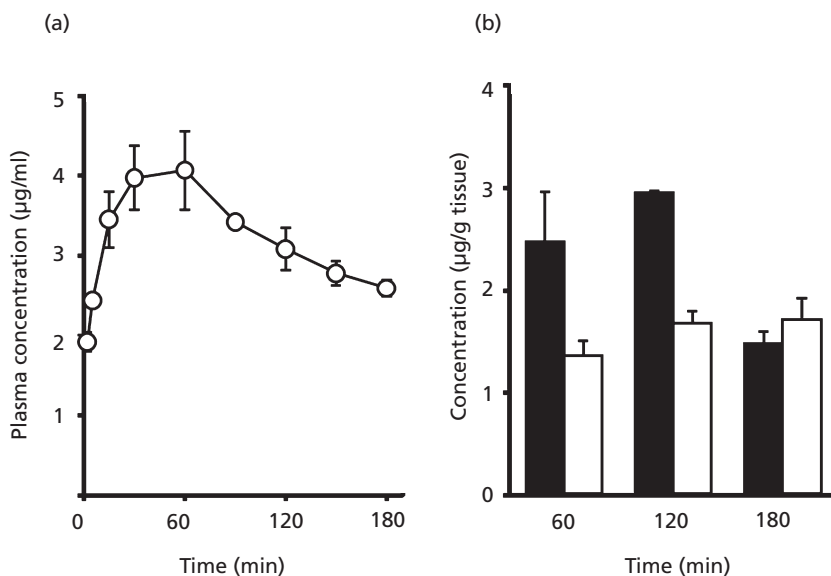 (a)
5
4
3
2
1
Plasma concentration (µg/ml)
0 60 120 180
Time (min)
(b)
4
3
2
1
0
Concentration (µg/g tissue)
60 120 180
Time (min)